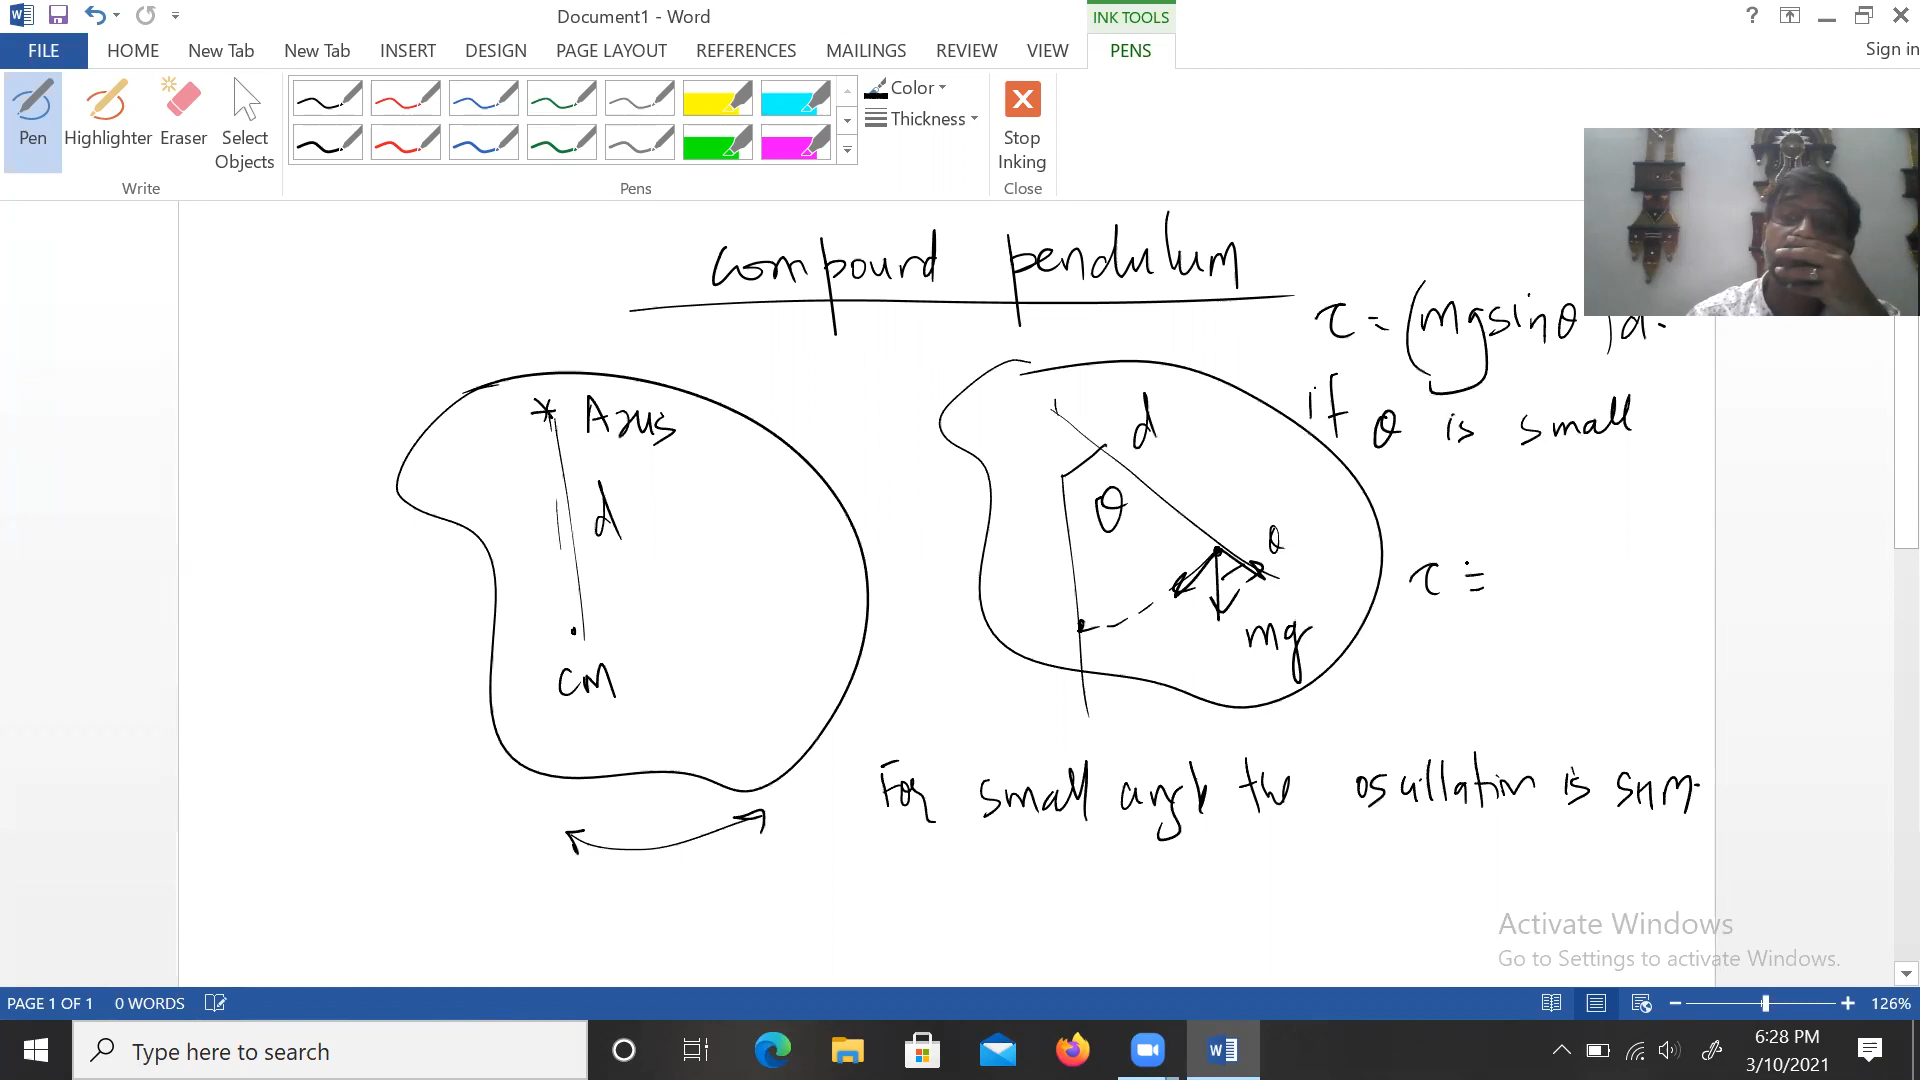 Document1 - Word
INK TOOLS
?
FILE HOME New Tab New Tab INSERT DESIGN PAGE LAYOUT REFERENCES MAILINGS REVIEW VIEW PENS
Sign in
Pen Highlighter Eraser Select Objects
Color
Thickness
Stop Inking
Write Pens Close
compound pendulum
τ = (mg sinθ)d.
if θ is small
Axis
d
CM
d
θ
θ
mg
τ =
For small angle the oscillation is SHM.
Activate Windows
Go to Settings to activate Windows.
PAGE 1 OF 1 0 WORDS 126%
Type here to search
6:28 PM
3/10/2021